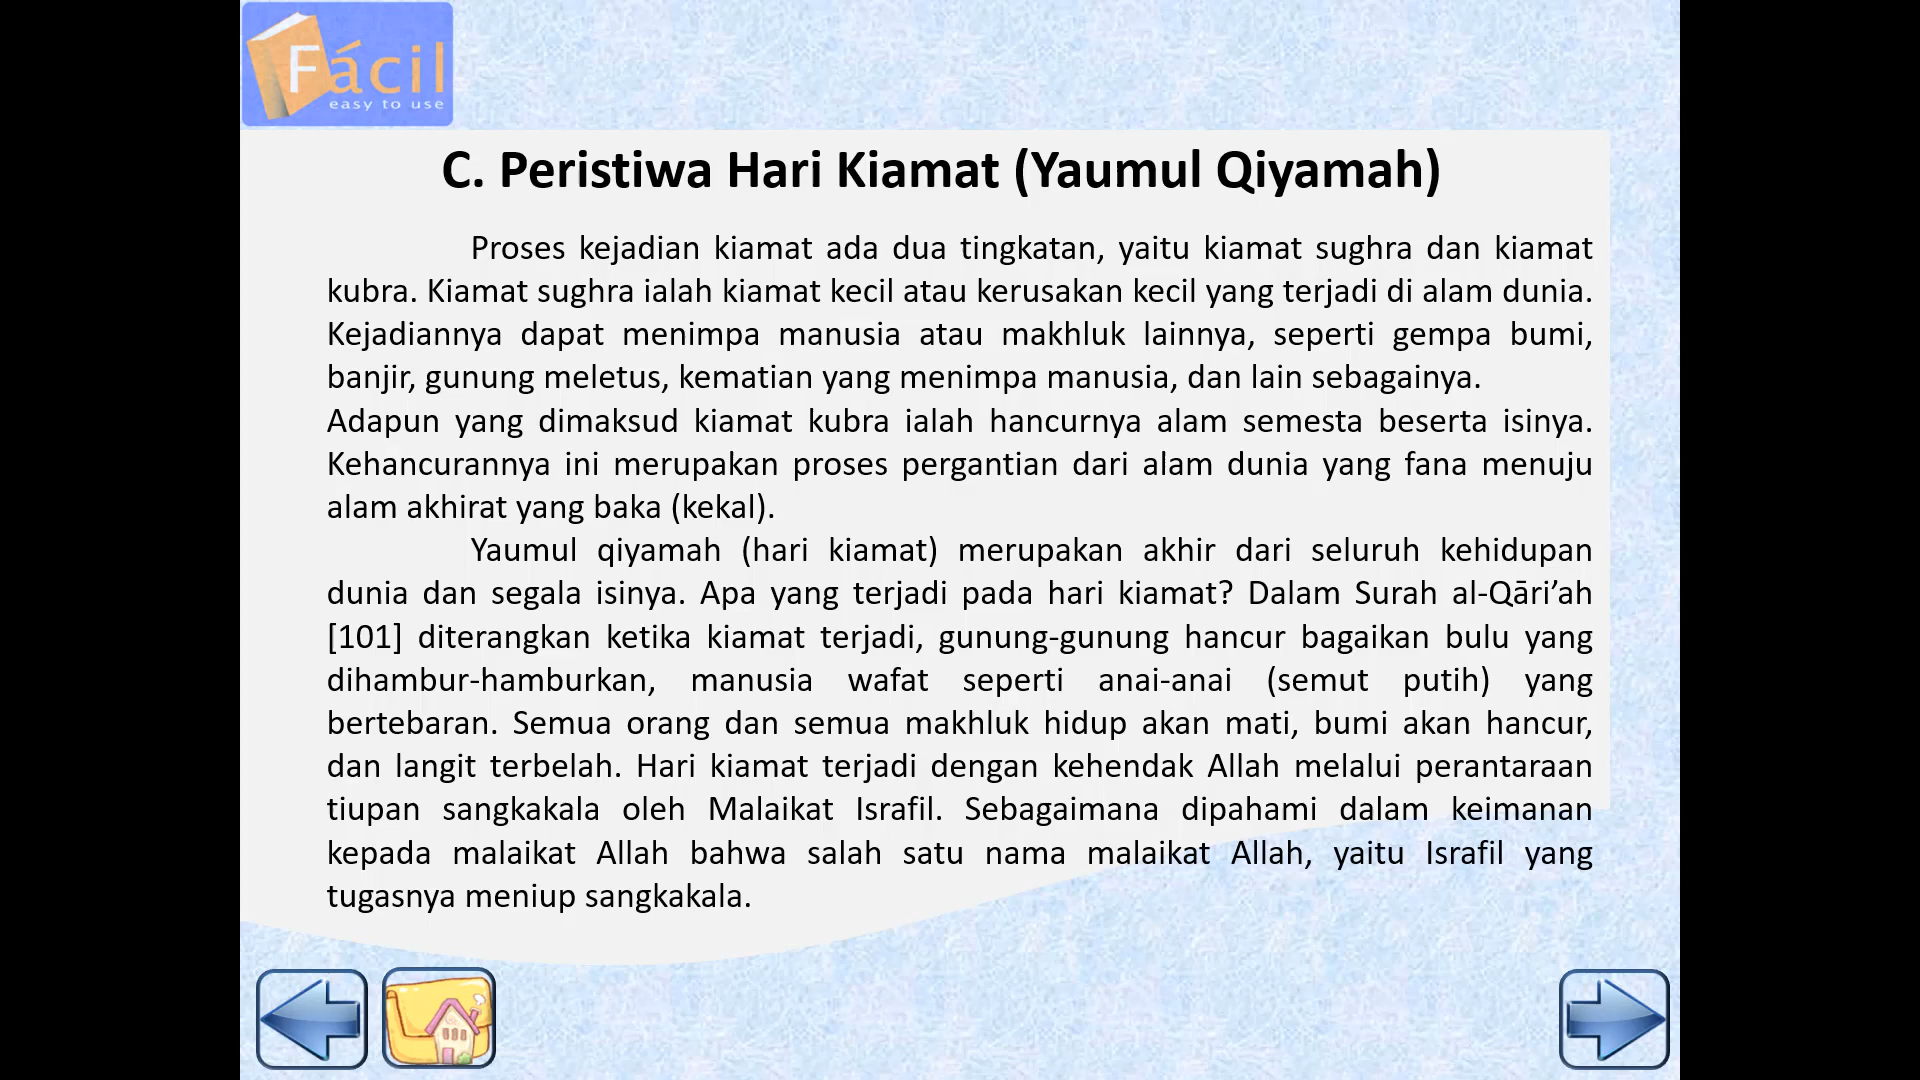 Fácil
easy to use
C. Peristiwa Hari Kiamat (Yaumul Qiyamah)
Proses kejadian kiamat ada dua tingkatan, yaitu kiamat sughra dan kiamat
kubra. Kiamat sughra ialah kiamat kecil atau kerusakan kecil yang terjadi di alam dunia.
Kejadiannya dapat menimpa manusia atau makhluk lainnya, seperti gempa bumi,
banjir, gunung meletus, kematian yang menimpa manusia, dan lain sebagainya.
Adapun yang dimaksud kiamat kubra ialah hancurnya alam semesta beserta isinya.
Kehancurannya ini merupakan proses pergantian dari alam dunia yang fana menuju
alam akhirat yang baka (kekal).
Yaumul qiyamah (hari kiamat) merupakan akhir dari seluruh kehidupan
dunia dan segala isinya. Apa yang terjadi pada hari kiamat? Dalam Surah al-Qāri’ah
[101] diterangkan ketika kiamat terjadi, gunung-gunung hancur bagaikan bulu yang
dihambur-hamburkan, manusia wafat seperti anai-anai (semut putih) yang
bertebaran. Semua orang dan semua makhluk hidup akan mati, bumi akan hancur,
dan langit terbelah. Hari kiamat terjadi dengan kehendak Allah melalui perantaraan
tiupan sangkakala oleh Malaikat Israfil. Sebagaimana dipahami dalam keimanan
kepada malaikat Allah bahwa salah satu nama malaikat Allah, yaitu Israfil yang
tugasnya meniup sangkakala.